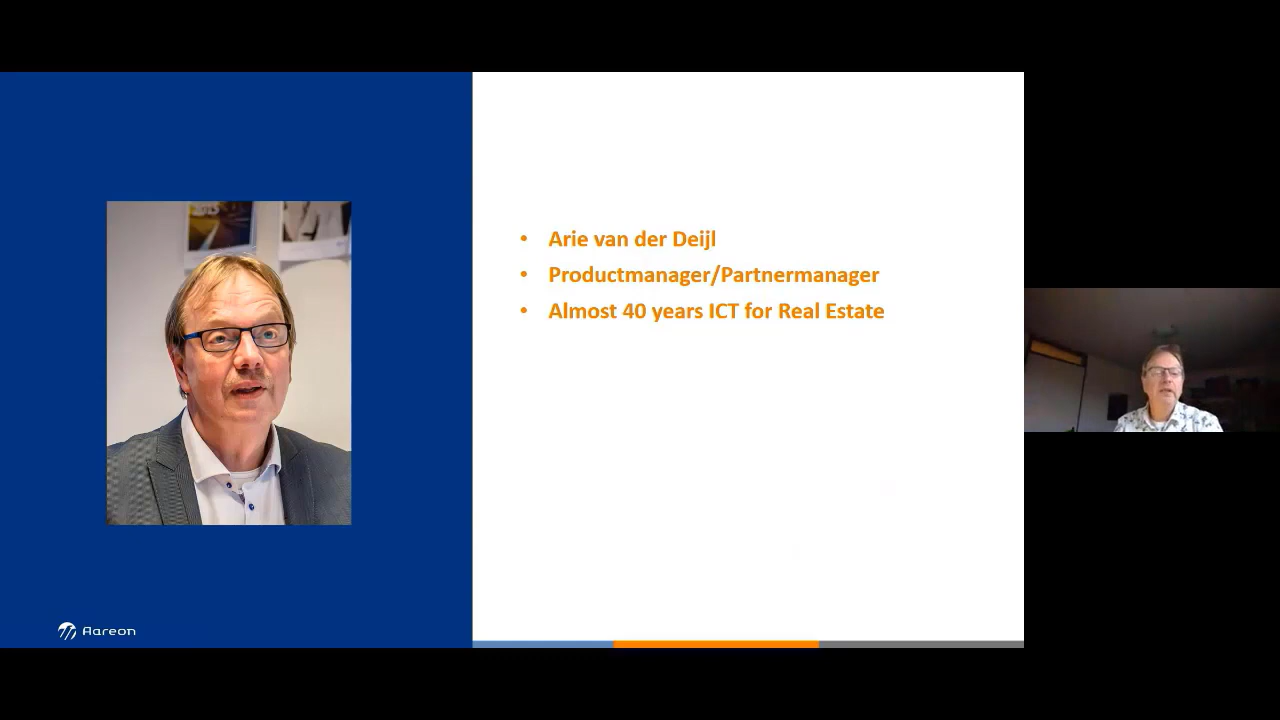 • Arie van der Deijl
• Productmanager/Partnermanager
• Almost 40 years ICT for Real Estate
Aareon